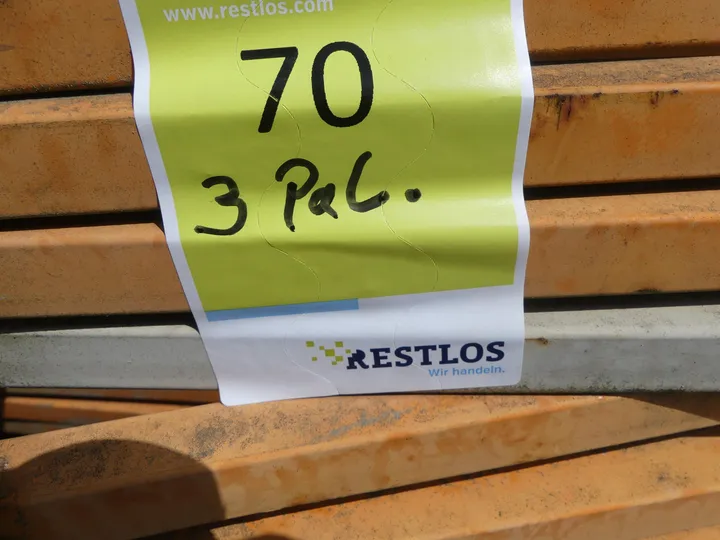 www.restlos.com
70
3 Pal.
RESTLOS
Wir handeln.